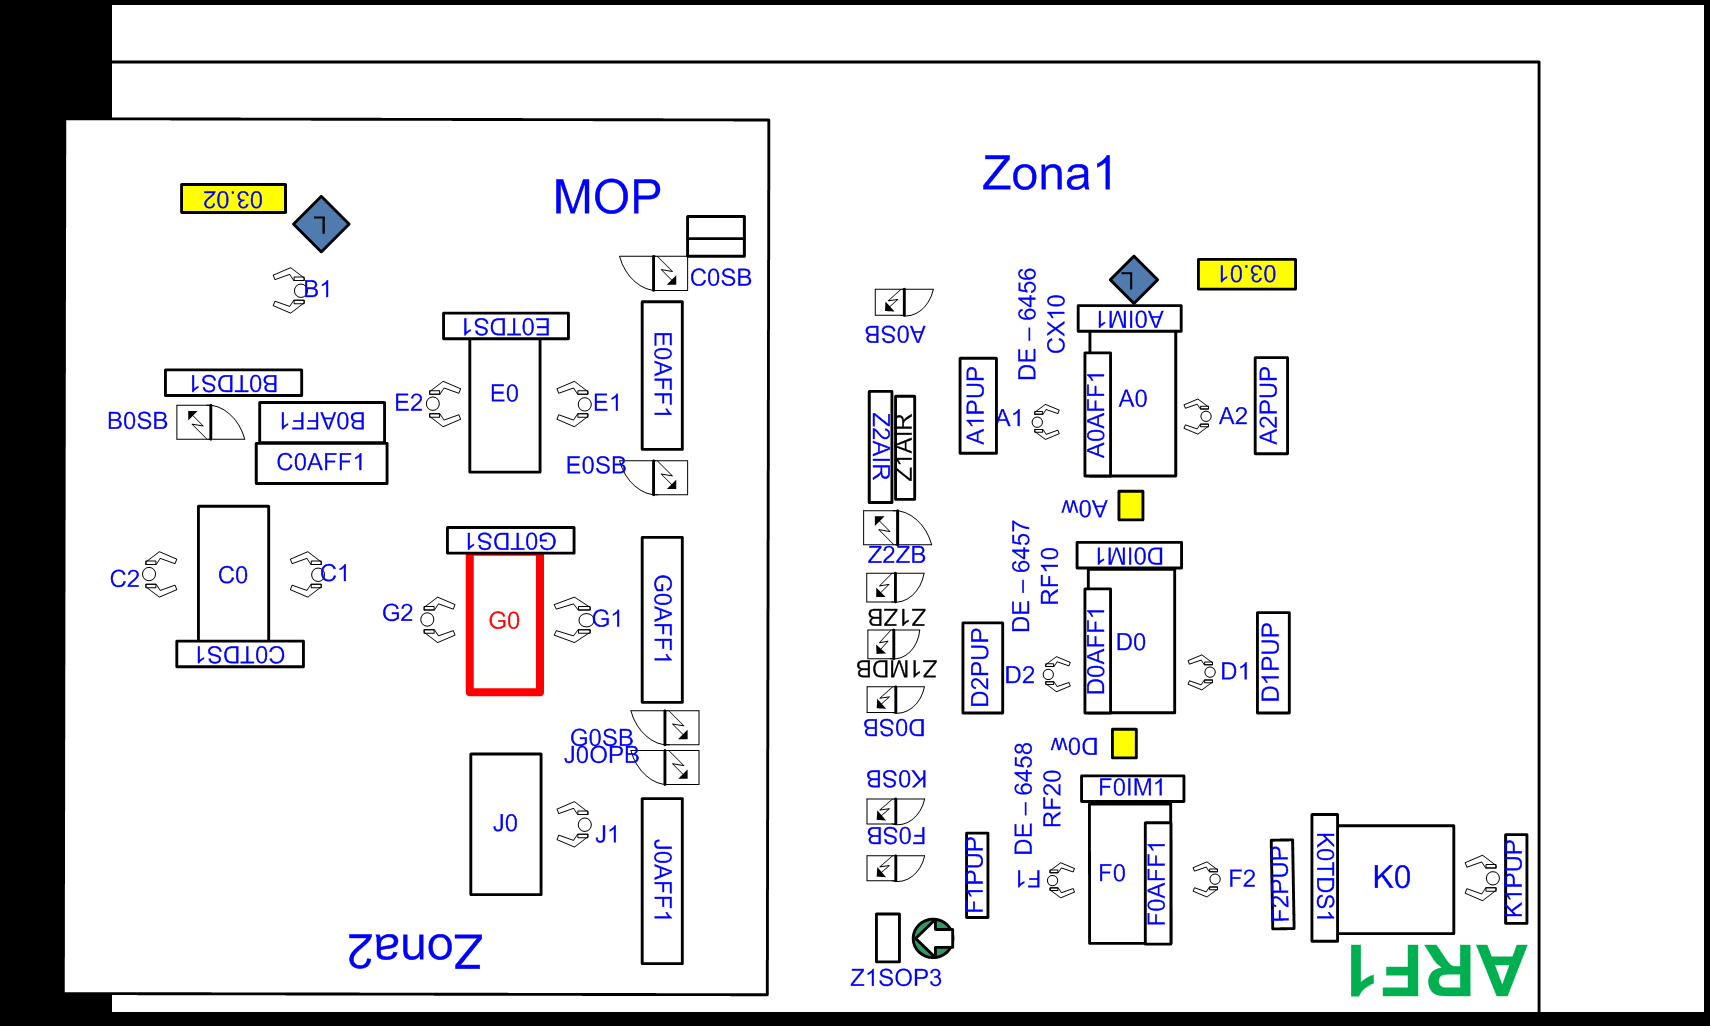 MOP
03.02
L
B1
C0SB
E0TDS1
E0AFF1
B0TDS1
B0SB
B0AFF1
C0AFF1
E2
E0
E1
E0SB
C2
C0
C1
C0TDS1
G0TDS1
G2
G0
G1
G0AFF1
G0SB
J0OPB
J0
J1
J0AFF1
Zona2
Zona1
A0SB
DE – 6456
CX10
L
03.01
A0IM1
Z2AIR
Z1AIR
A1PUP
A1
A0AFF1
A0
A2
A2PUP
A0w
Z2ZB
Z1ZB
Z1MDB
D0SB
DE – 6457
RF10
D0IM1
D2PUP
D2
D0AFF1
D0
D1
D1PUP
D0w
K0SB
F0SB
DE – 6458
RF20
F0IM1
F1PUP
F1
F0
F0AFF1
F2
F2PUP
K0TDS1
K0
K1PUP
Z1SOP3
ARF1